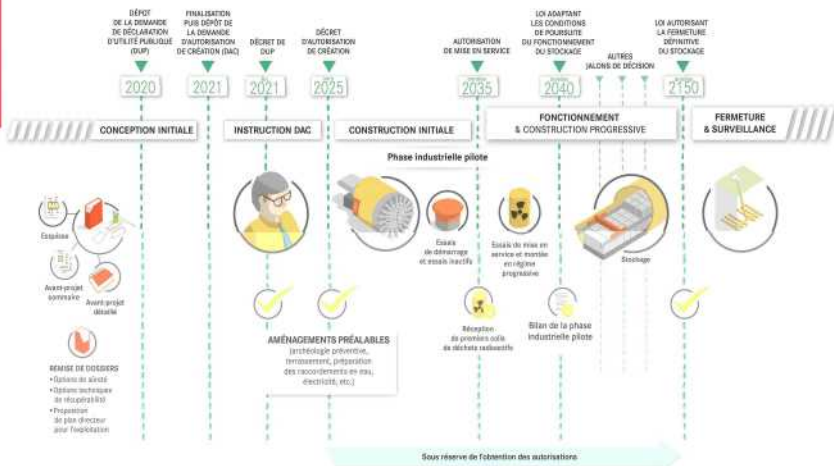 DÉPÔT
DE LA DEMANDE
DE DÉCLARATION
D'UTILITÉ PUBLIQUE
(DUP)
2020
FINALISATION
PUIS DÉPÔT DE
LA DEMANDE
D'AUTORISATION
DE CRÉATION (DAC)
2021
DÉCRET DE
DUP
2021
DÉCRET
D'AUTORISATION
DE CRÉATION
2025
AUTORISATION
DE MISE EN SERVICE
2035
LOI ADAPTANT
LES CONDITIONS
DE POURSUITE
DU FONCTIONNEMENT
DU STOCKAGE
2040
AUTRES
JALONS DE DÉCISION
LOI AUTORISANT
LA FERMETURE
DÉFINITIVE
DU STOCKAGE
2150
CONCEPTION INITIALE
INSTRUCTION DAC
CONSTRUCTION INITIALE
FONCTIONNEMENT
& CONSTRUCTION PROGRESSIVE
FERMETURE
& SURVEILLANCE
Phase industrielle pilote
Esquisse
Avant-projet
sommaire
Avant-projet
détaillé
REMISE DE DOSSIERS
• Options de sûreté
• Options techniques
de récupérabilité
• Proposition
de plan directeur
pour l'exploitation
AMÉNAGEMENTS PRÉALABLES
(archéologie préventive,
terrassement, préparation
des raccordements en eau,
électricité, etc.)
Essais
de démarrage
et essais inactifs
Essais de mise en
service et montée
en régime
progressive
Stockage
Réception
de premiers colis
de déchets radioactifs
Bilan de la phase
industrielle pilote
Sous réserve de l'obtention des autorisations